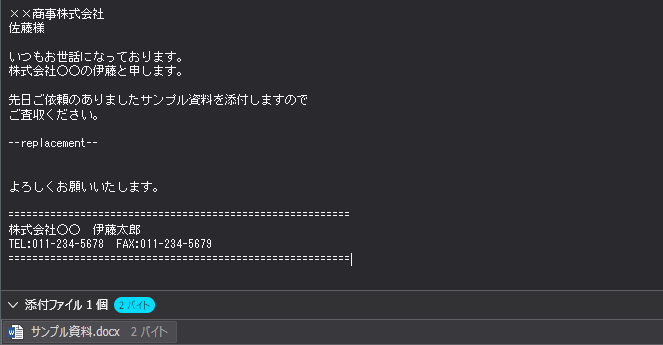 ××商事株式会社
佐藤様
いつもお世話になっております。
株式会社〇〇の伊藤と申します。
先日ご依頼のありましたサンプル資料を添付しますので
ご査収ください。
--replacement--
よろしくお願いいたします。
=========================================================
株式会社〇〇　伊藤太郎
TEL:011-234-5678　FAX:011-234-5679
=========================================================
添付ファイル 1 個 2 バイト
サンプル資料.docx 2 バイト